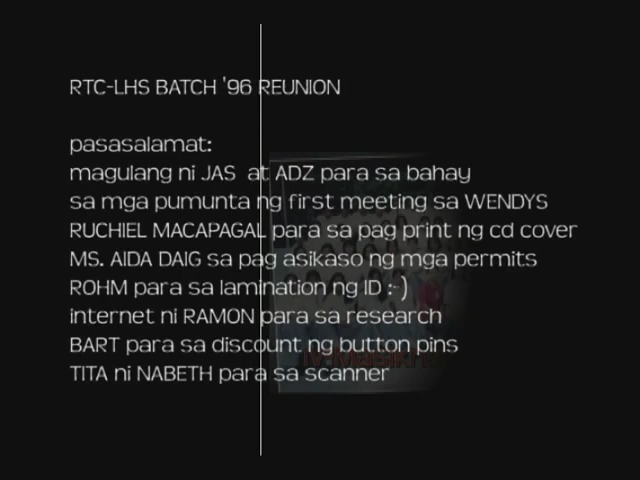 RTC-LHS BATCH '96 REUNION
pasasalamat:
magulang ni JAS at ADZ para sa bahay
sa mga pumunta ng first meeting sa WENDYS
RUCHIEL MACAPAGAL para sa pag print ng cd cover
MS. AIDA DAIG sa pag asikaso ng mga permits
ROHM para sa lamination ng ID :-)
internet ni RAMON para sa research
BART para sa discount ng button pins
TITA ni NABETH para sa scanner